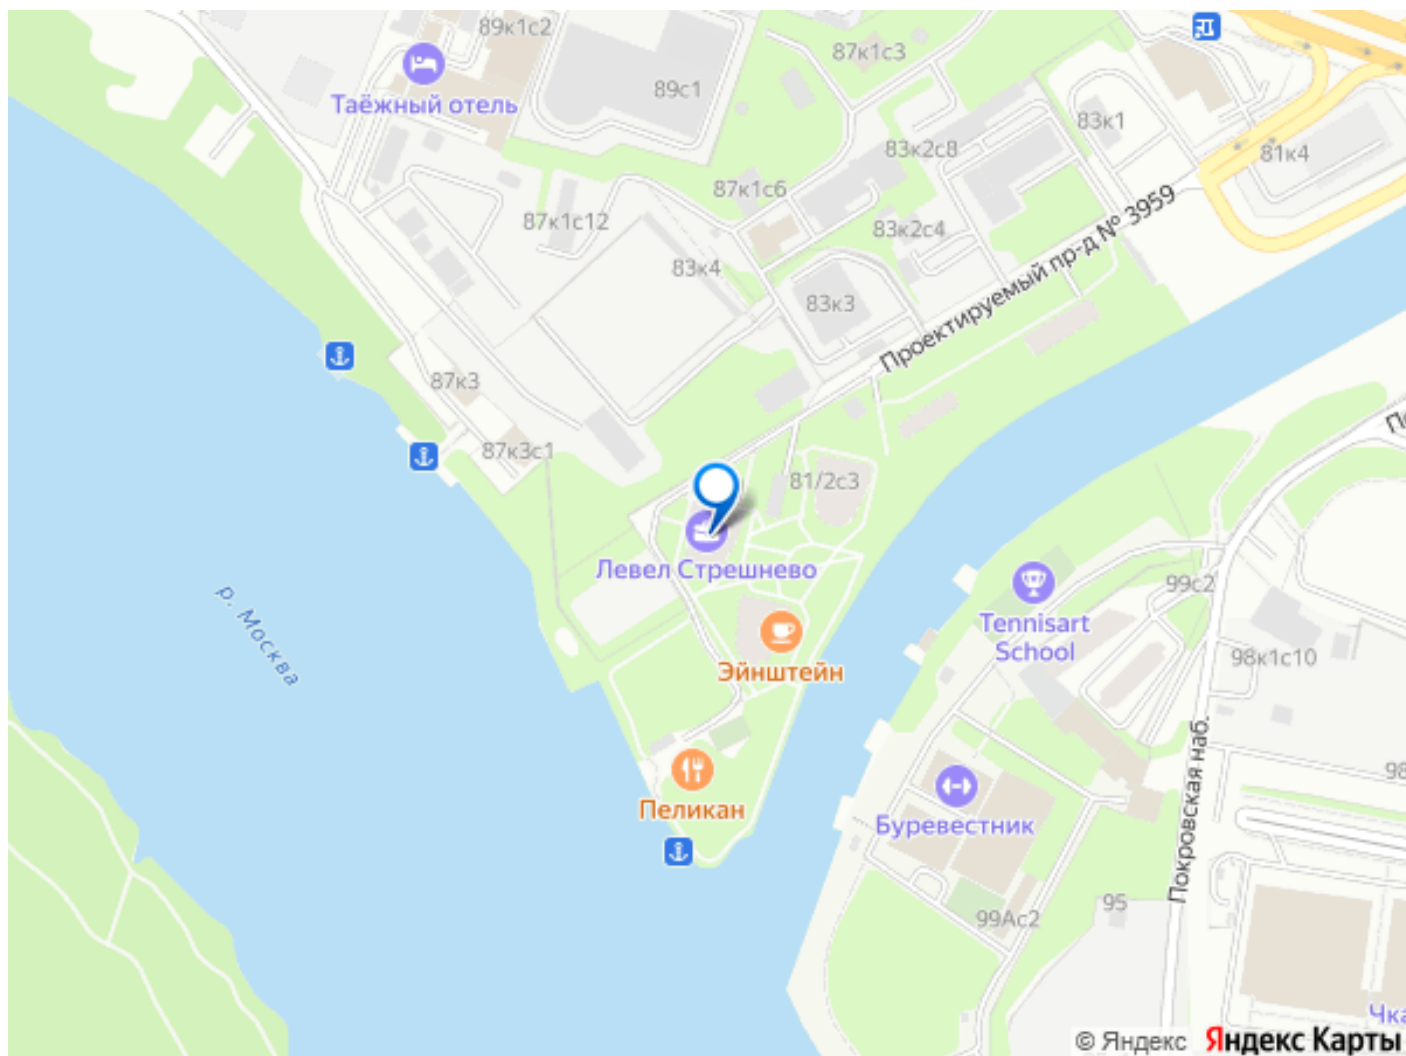 89к1с2
87к1с3
Таёжный отель
89с1
83к1
83к2с8
81к4
87к1с6
87к1с12
83к2с4
Проектируемый пр-д № 3959
83к4
83к3
87к3
87к3с1
81/2с3
Левел Стрешнево
р. Москва
99с2
Tennisart
School
98к1с10
Эйнштейн
Покровская наб.
Пеликан
Буревестник
95
99Ас2
© Яндекс
Яндекс Карты